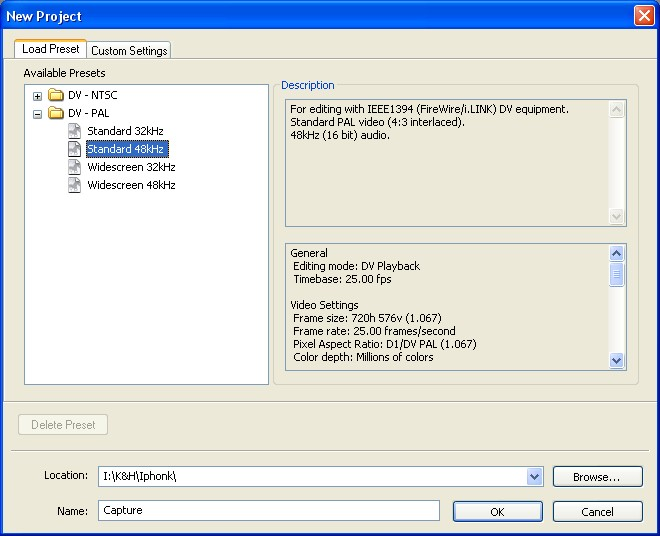 New Project
Load Preset
Custom Settings
Available Presets
DV - NTSC
DV - PAL
Standard 32kHz
Standard 48kHz
Widescreen 32kHz
Widescreen 48kHz
Description
For editing with IEEE1394 (FireWire/i.LINK) DV equipment.
Standard PAL video (4:3 interlaced).
48kHz (16 bit) audio.
General
Editing mode: DV Playback
Timebase: 25.00 fps
Video Settings
Frame size: 720h 576v (1.067)
Frame rate: 25.00 frames/second
Pixel Aspect Ratio: D1/DV PAL (1.067)
Color depth: Millions of colors
Delete Preset
Location: I:\K&H\Iphonk\ Browse...
Name: Capture OK Cancel